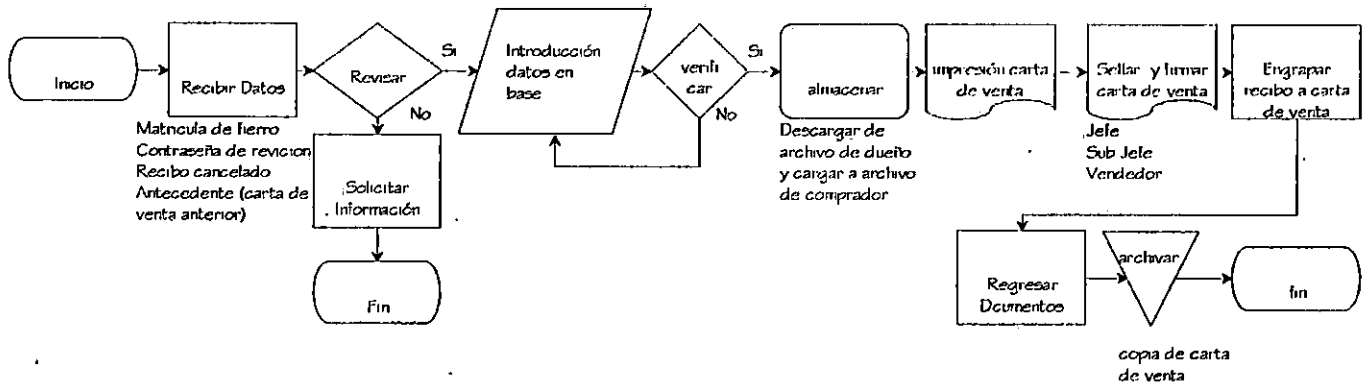 Inicio
Recibir Datos
Matricula de fierro
Contraseña de revicion
Recibo cancelado
Antecedente (carta de
venta anterior)
Revisar
Si
No
Solicitar
Información
Fin
Introducción
datos en
base
verifi
car
Si
No
almacenar
Descargar de
archivo de dueño
y cargar a archivo
de comprador
Impresión carta
de venta
Sellar y firmar
carta de venta
Jefe
Sub Jefe
Vendedor
Engrapar
recibo a carta
de venta
Regresar
Dcumentos
archivar
copia de carta
de venta
fin